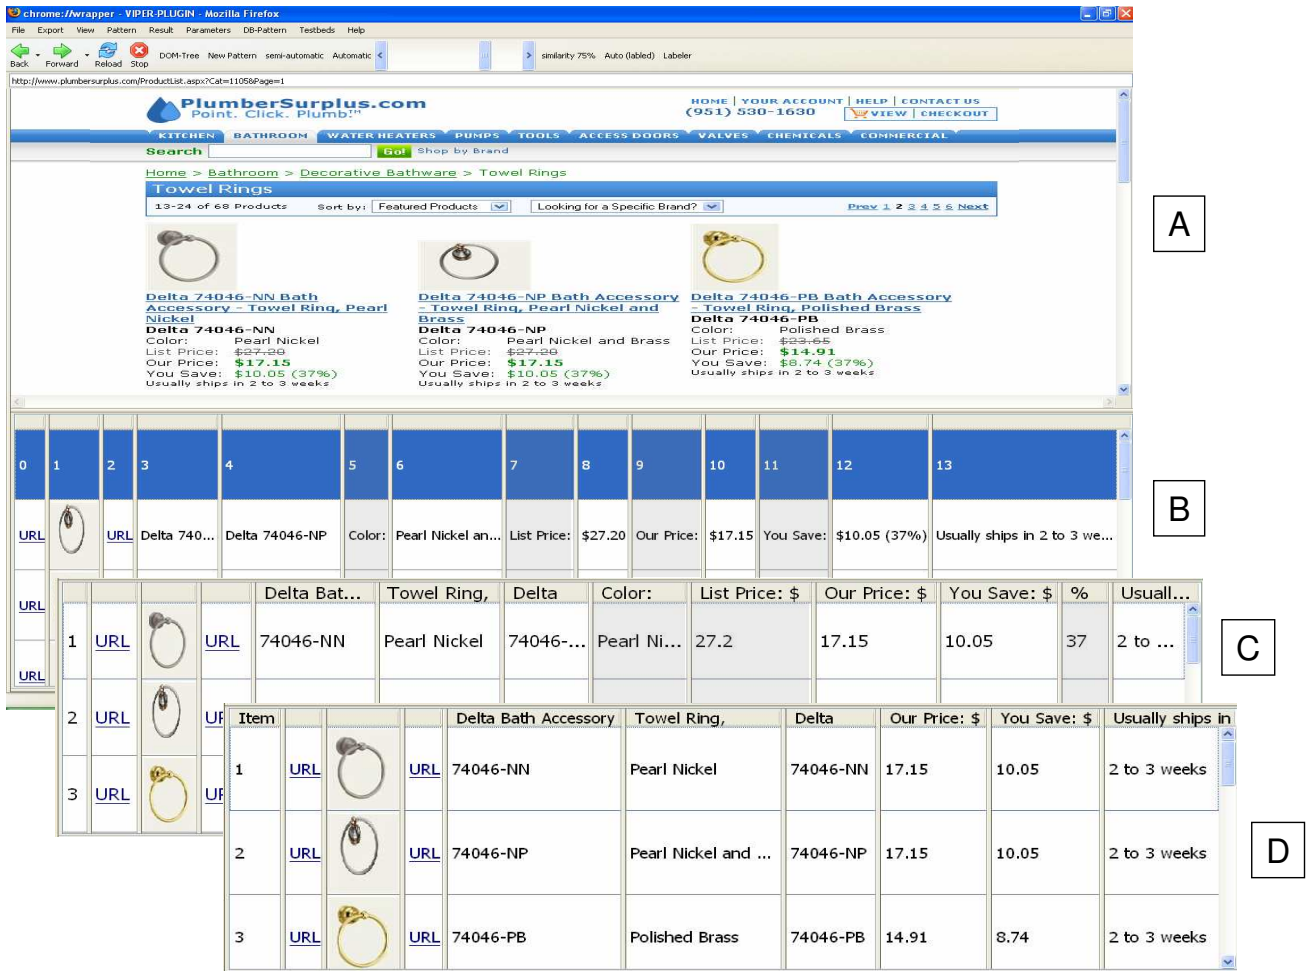 chrome://wrapper - VIPER-PLUGIN - Mozilla Firefox
File Export View Pattern Result Parameters DB-Pattern Testbeds Help
Back Forward Reload Stop DOM-Tree New Pattern semi-automatic Automatic similarity 75% Auto (labled) Labeler
http://www.plumbersurplus.com/ProductList.aspx?Cat=1105&Page=1
PlumberSurplus.com HOME | YOUR ACCOUNT | HELP | CONTACT US
Point. Click. Plumb!™ (951) 530-1630 VIEW | CHECKOUT
KITCHEN BATHROOM WATER HEATERS PUMPS TOOLS ACCESS DOORS VALVES CHEMICALS COMMERCIAL
Search Go! Shop by Brand
Home > Bathroom > Decorative Bathware > Towel Rings
Towel Rings
13-24 of 68 Products Sort by: Featured Products Looking for a Specific Brand? Prev 1 2 3 4 5 6 Next
A
Delta 74046-NN Bath
Accessory - Towel Ring, Pearl
Nickel
Delta 74046-NN
Color: Pearl Nickel
List Price: $27.20
Our Price: $17.15
You Save: $10.05 (37%)
Usually ships in 2 to 3 weeks
Delta 74046-NP Bath Accessory
- Towel Ring, Pearl Nickel and
Brass
Delta 74046-NP
Color: Pearl Nickel and Brass
List Price: $27.20
Our Price: $17.15
You Save: $10.05 (37%)
Usually ships in 2 to 3 weeks
Delta 74046-PB Bath Accessory
- Towel Ring, Polished Brass
Delta 74046-PB
Color: Polished Brass
List Price: $23.65
Our Price: $14.91
You Save: $8.74 (37%)
Usually ships in 2 to 3 weeks
0 1 2 3 4 5 6 7 8 9 10 11 12 13
B
URL URL Delta 740... Delta 74046-NP Color: Pearl Nickel an... List Price: $27.20 Our Price: $17.15 You Save: $10.05 (37%) Usually ships in 2 to 3 we...
URL
URL
Delta Bat... Towel Ring, Delta Color: List Price: $ Our Price: $ You Save: $ % Usuall...
1 URL URL 74046-NN Pearl Nickel 74046-... Pearl Ni... 27.2 17.15 10.05 37 2 to ...
C
2 URL
3 URL
Item Delta Bath Accessory Towel Ring, Delta Our Price: $ You Save: $ Usually ships in
1 URL URL 74046-NN Pearl Nickel 74046-NN 17.15 10.05 2 to 3 weeks
2 URL URL 74046-NP Pearl Nickel and ... 74046-NP 17.15 10.05 2 to 3 weeks
D
3 URL URL 74046-PB Polished Brass 74046-PB 14.91 8.74 2 to 3 weeks